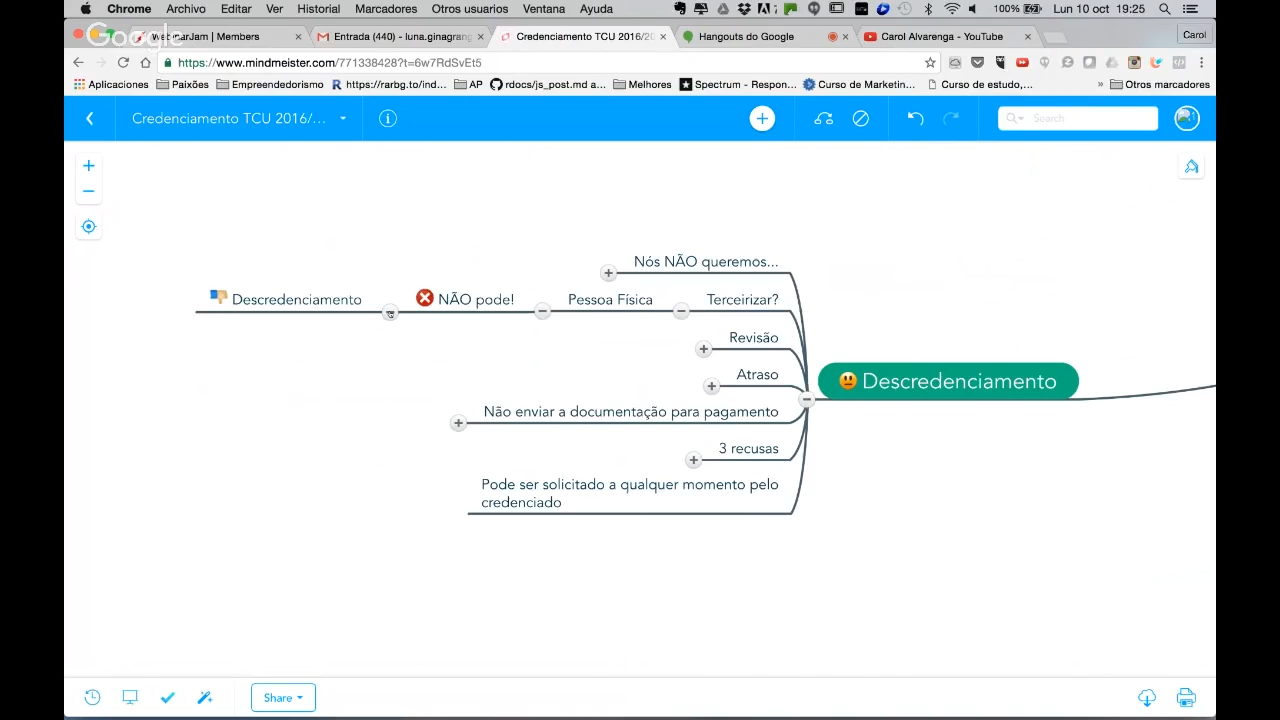 Chrome Archivo Editar Ver Historial Marcadores Otros usuarios Ventana Ayuda 100% Lun 10 oct 19:25
Google
Members Entrada (440) - luna.ginagrang Credenciamento TCU 2016/20 Hangouts do Google Carol Alvarenga - YouTube Carol
https://www.mindmeister.com/771338428?t=6w7RdSvEt5
Aplicaciones Paixões Empreendedorismo https://rarbg.to/ind... AP rdocs/js_post.md a... Melhores Spectrum - Respon... Curso de Marketin... Curso de estudo,... » Otros marcadores
Credenciamento TCU 2016/... Search
Nós NÃO queremos...
Descredenciamento NÃO pode! Pessoa Física Terceirizar?
Revisão
Atraso
Descredenciamento
Não enviar a documentação para pagamento
3 recusas
Pode ser solicitado a qualquer momento pelo
credenciado
Share